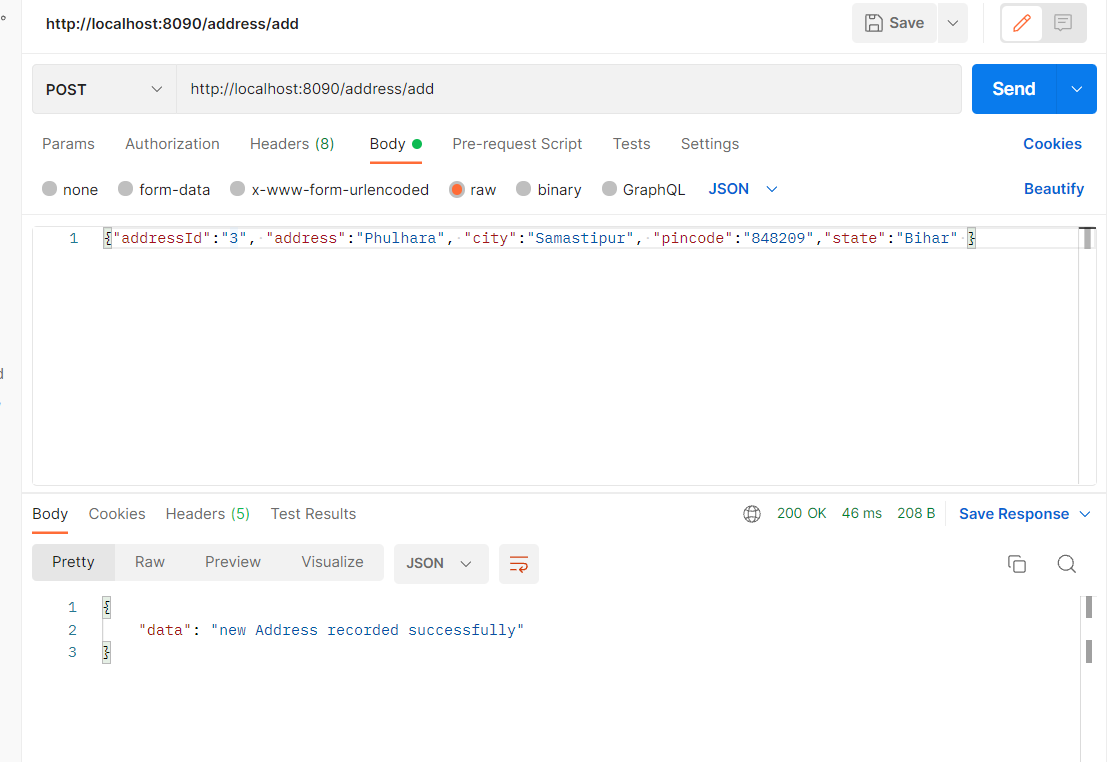 http://localhost:8090/address/add
Save
POST
http://localhost:8090/address/add
Send
Params Authorization Headers (8) Body Pre-request Script Tests Settings Cookies
none form-data x-www-form-urlencoded raw binary GraphQL JSON Beautify
1 {"addressId":"3", "address":"Phulhara", "city":"Samastipur", "pincode":"848209","state":"Bihar" }
Body Cookies Headers (5) Test Results 200 OK 46 ms 208 B Save Response
Pretty Raw Preview Visualize JSON
1 {
2 "data": "new Address recorded successfully"
3 }